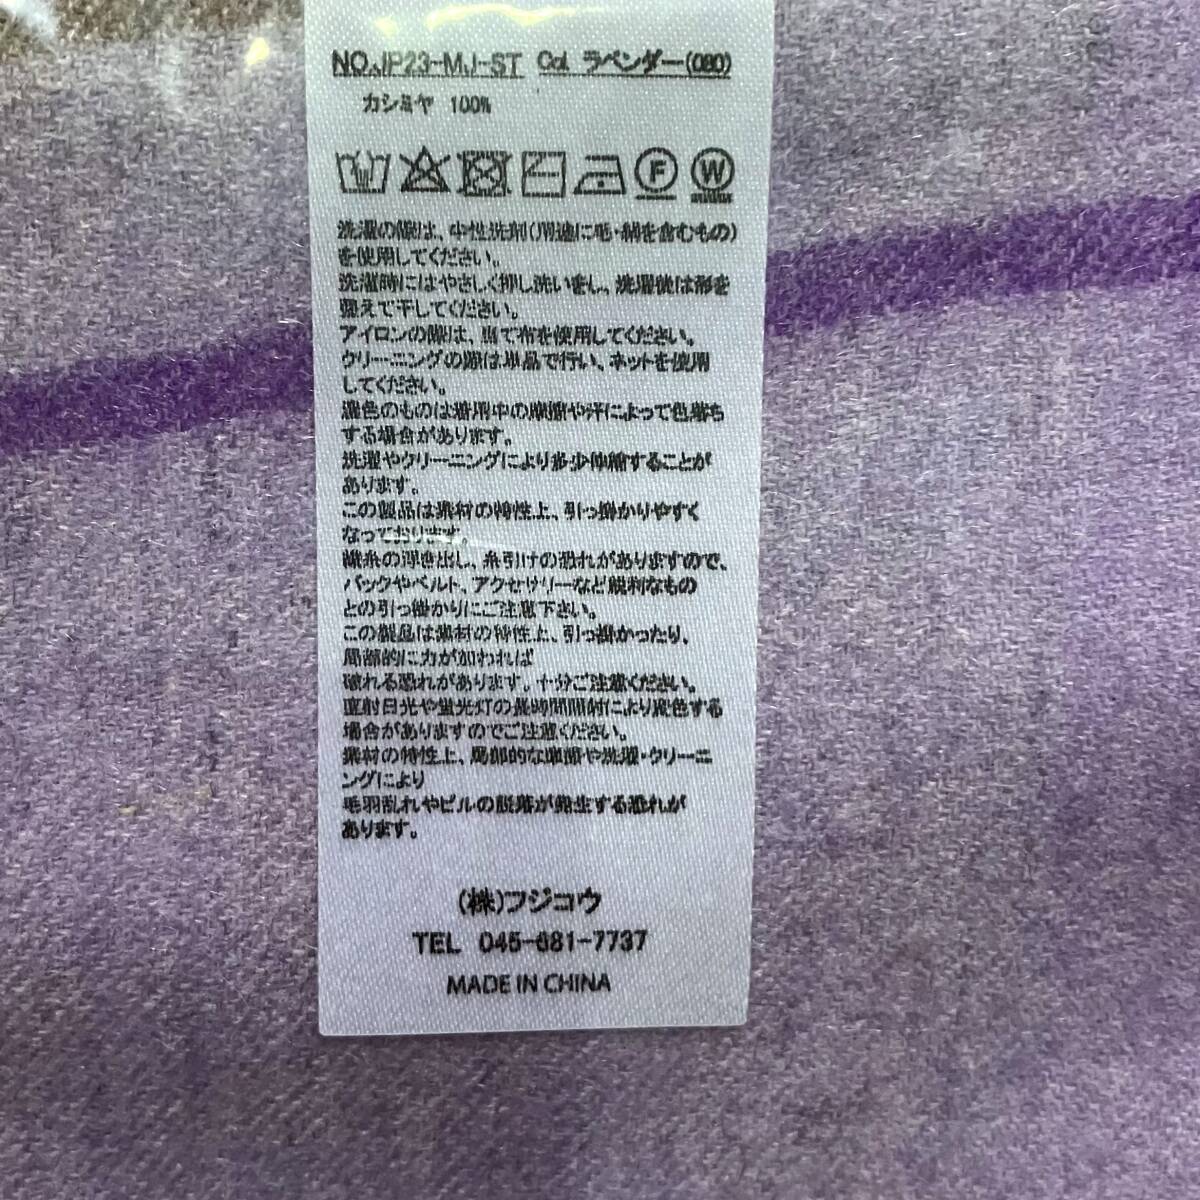 NO.JP23-MJ-ST Col. ラベンダー(080)
カシミヤ 100%
F W
洗濯の際は、中性洗剤(用途に毛・絹を含むもの)
を使用してください。
洗濯時にはやさしく押し洗いをし、洗濯後は形を
整えて干してください。
アイロンの際は、当て布を使用してください。
クリーニングの際は単品で行い、ネットを使用
してください。
濃色のものは着用中の摩擦や汗によって色落ち
する場合があります。
洗濯やクリーニングにより多少伸縮することが
あります。
この製品は素材の特性上、引っ掛かりやすく
なっております。
織糸の浮き出し、糸引けの恐れがありますので、
バックやベルト、アクセサリーなど鋭利なもの
との引っ掛かりにご注意下さい。
この製品は素材の特性上、引っ掛かったり、
局部的に力が加われば
破れる恐れがあります。十分ご注意ください。
直射日光や蛍光灯の長時間照射により変色する
場合がありますのでご注意ください。
素材の特性上、局部的な摩擦や洗濯・クリーニ
ングにより
毛羽乱れやピルの脱落が発生する恐れが
あります。
(株)フジコウ
TEL 045-681-7737
MADE IN CHINA